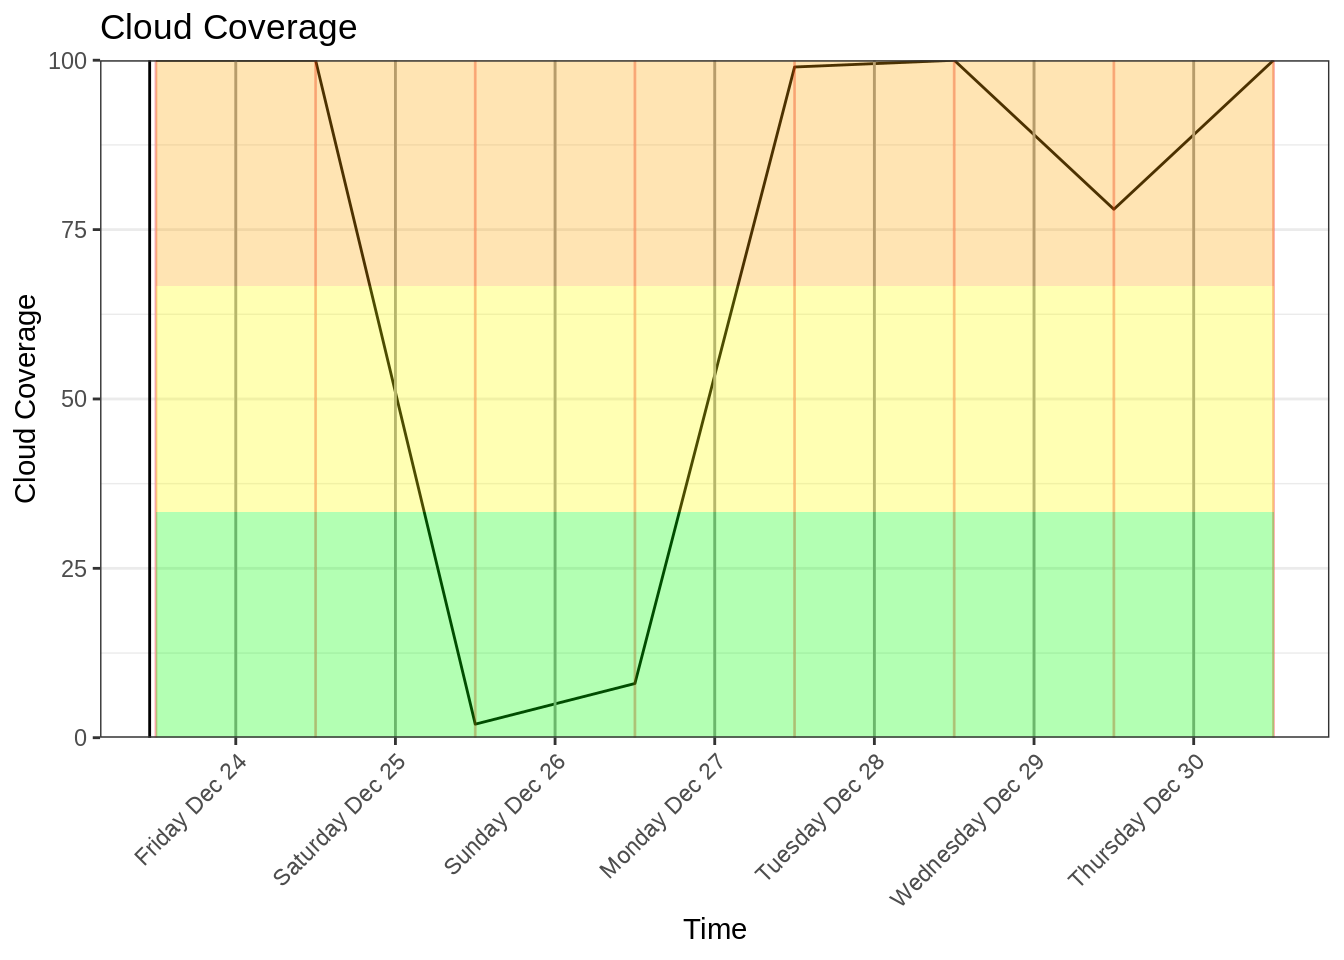 Cloud Coverage
Cloud Coverage
100
75
50
25
0
Friday Dec 24
Saturday Dec 25
Sunday Dec 26
Monday Dec 27
Tuesday Dec 28
Wednesday Dec 29
Thursday Dec 30
Time